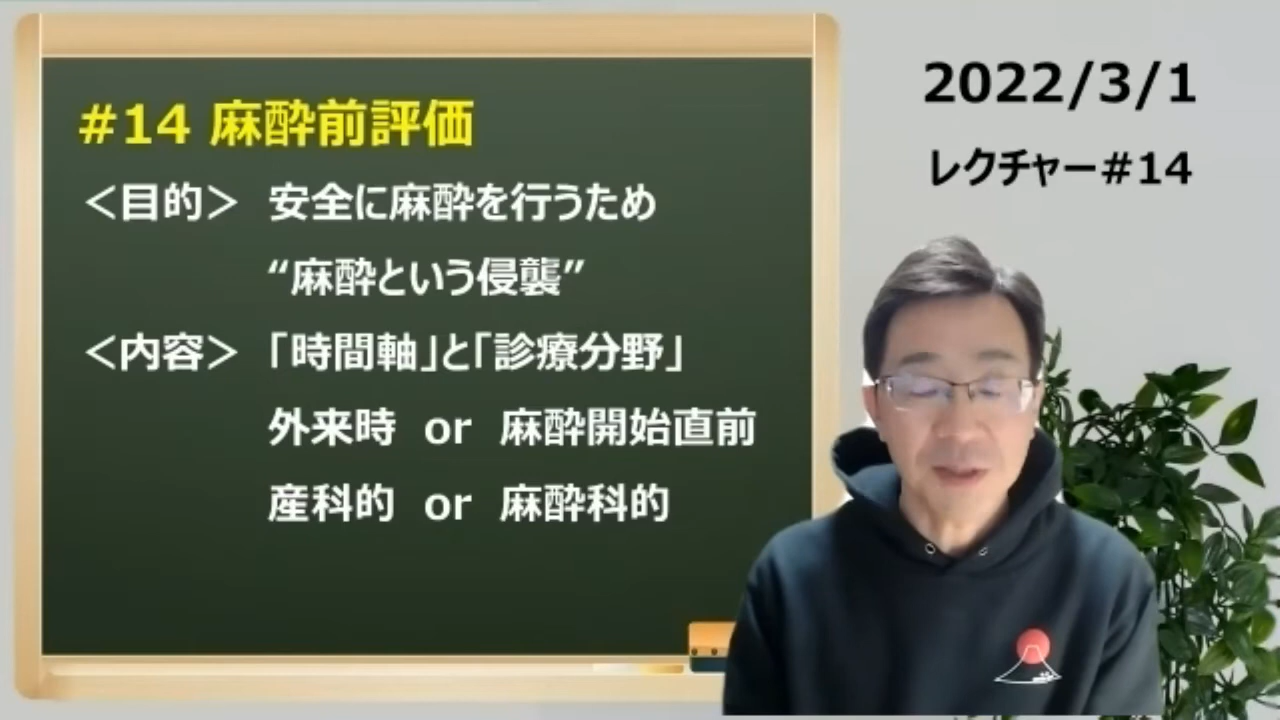 #14 麻酔前評価
<目的> 安全に麻酔を行うため
“麻酔という侵襲”
<内容> 「時間軸」と「診療分野」
外来時 or 麻酔開始直前
産科的 or 麻酔科的
2022/3/1
レクチャー#14